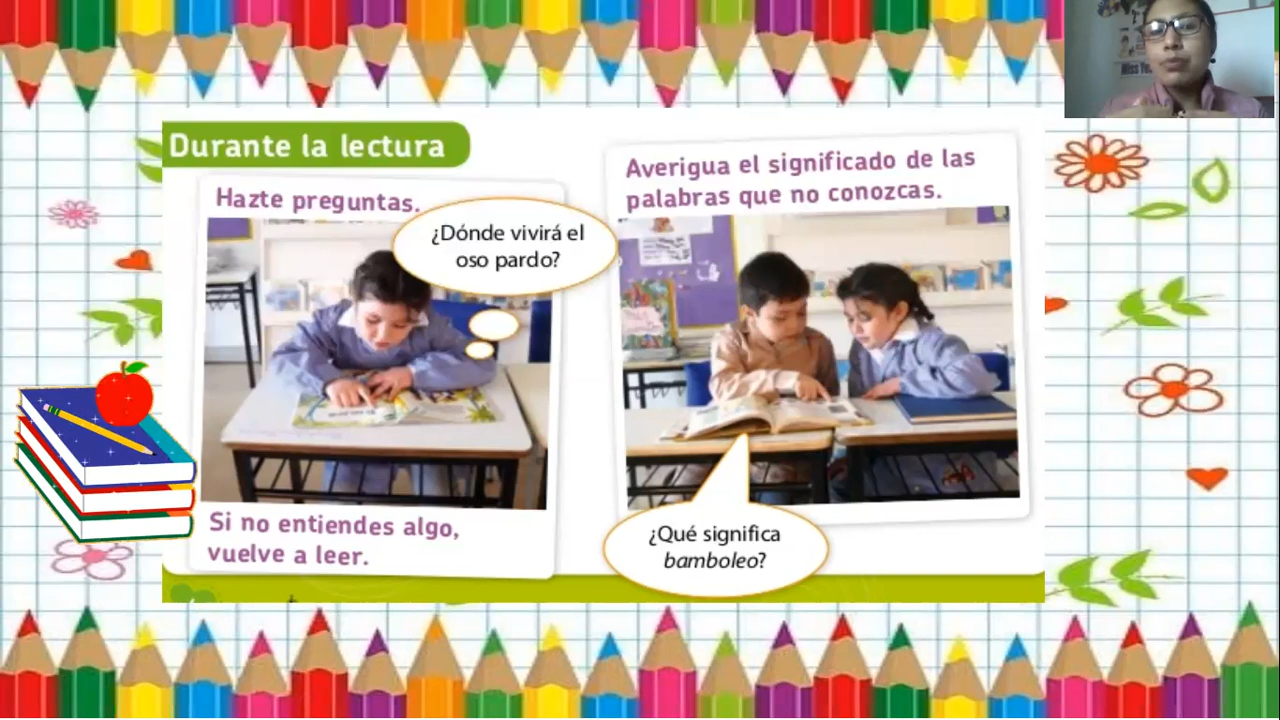 Durante la lectura
Hazte preguntas.
¿Dónde vivirá el
oso pardo?
Si no entiendes algo,
vuelve a leer.
Averigua el significado de las
palabras que no conozcas.
¿Qué significa
bamboleo?